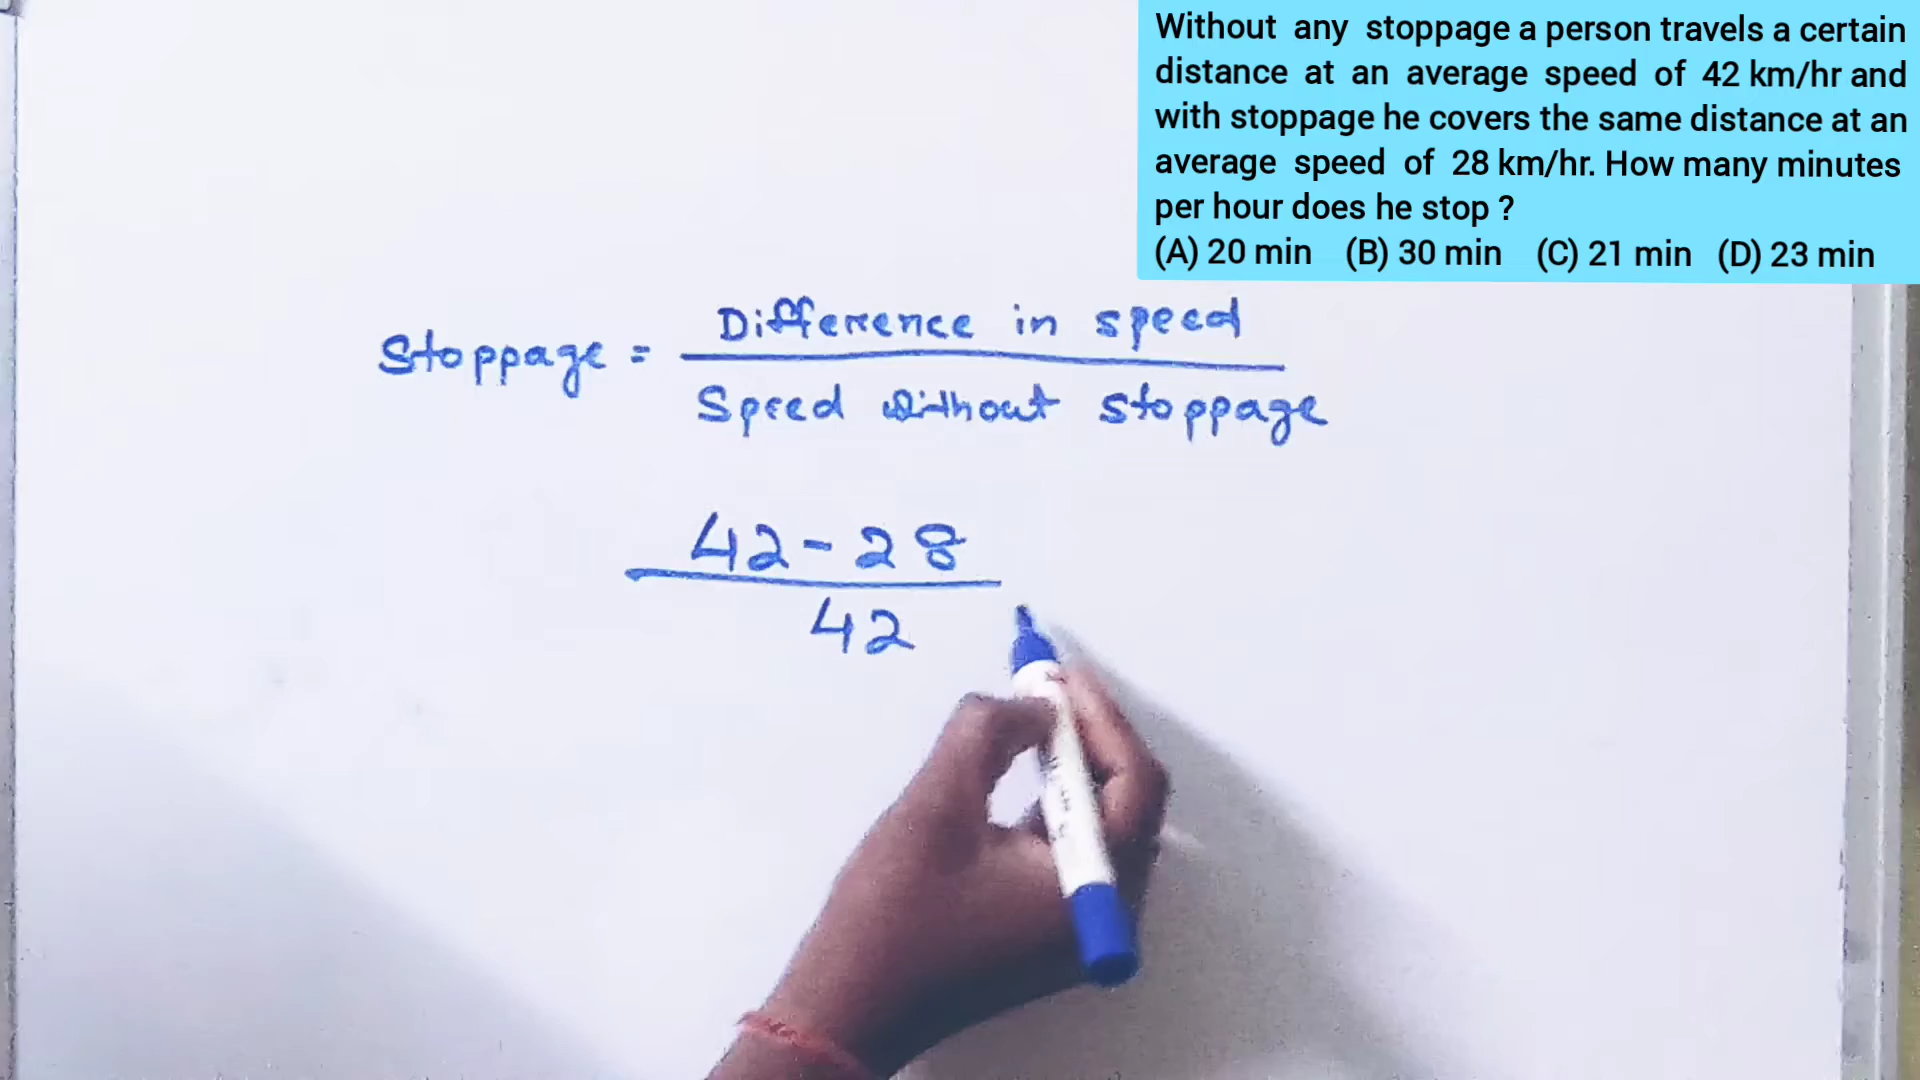 Without any stoppage a person travels a certain
distance at an average speed of 42 km/hr and
with stoppage he covers the same distance at an
average speed of 28 km/hr. How many minutes
per hour does he stop ?
(A) 20 min (B) 30 min (C) 21 min (D) 23 min
Difference in speed
Stoppage =
Speed without stoppage
42-28
42